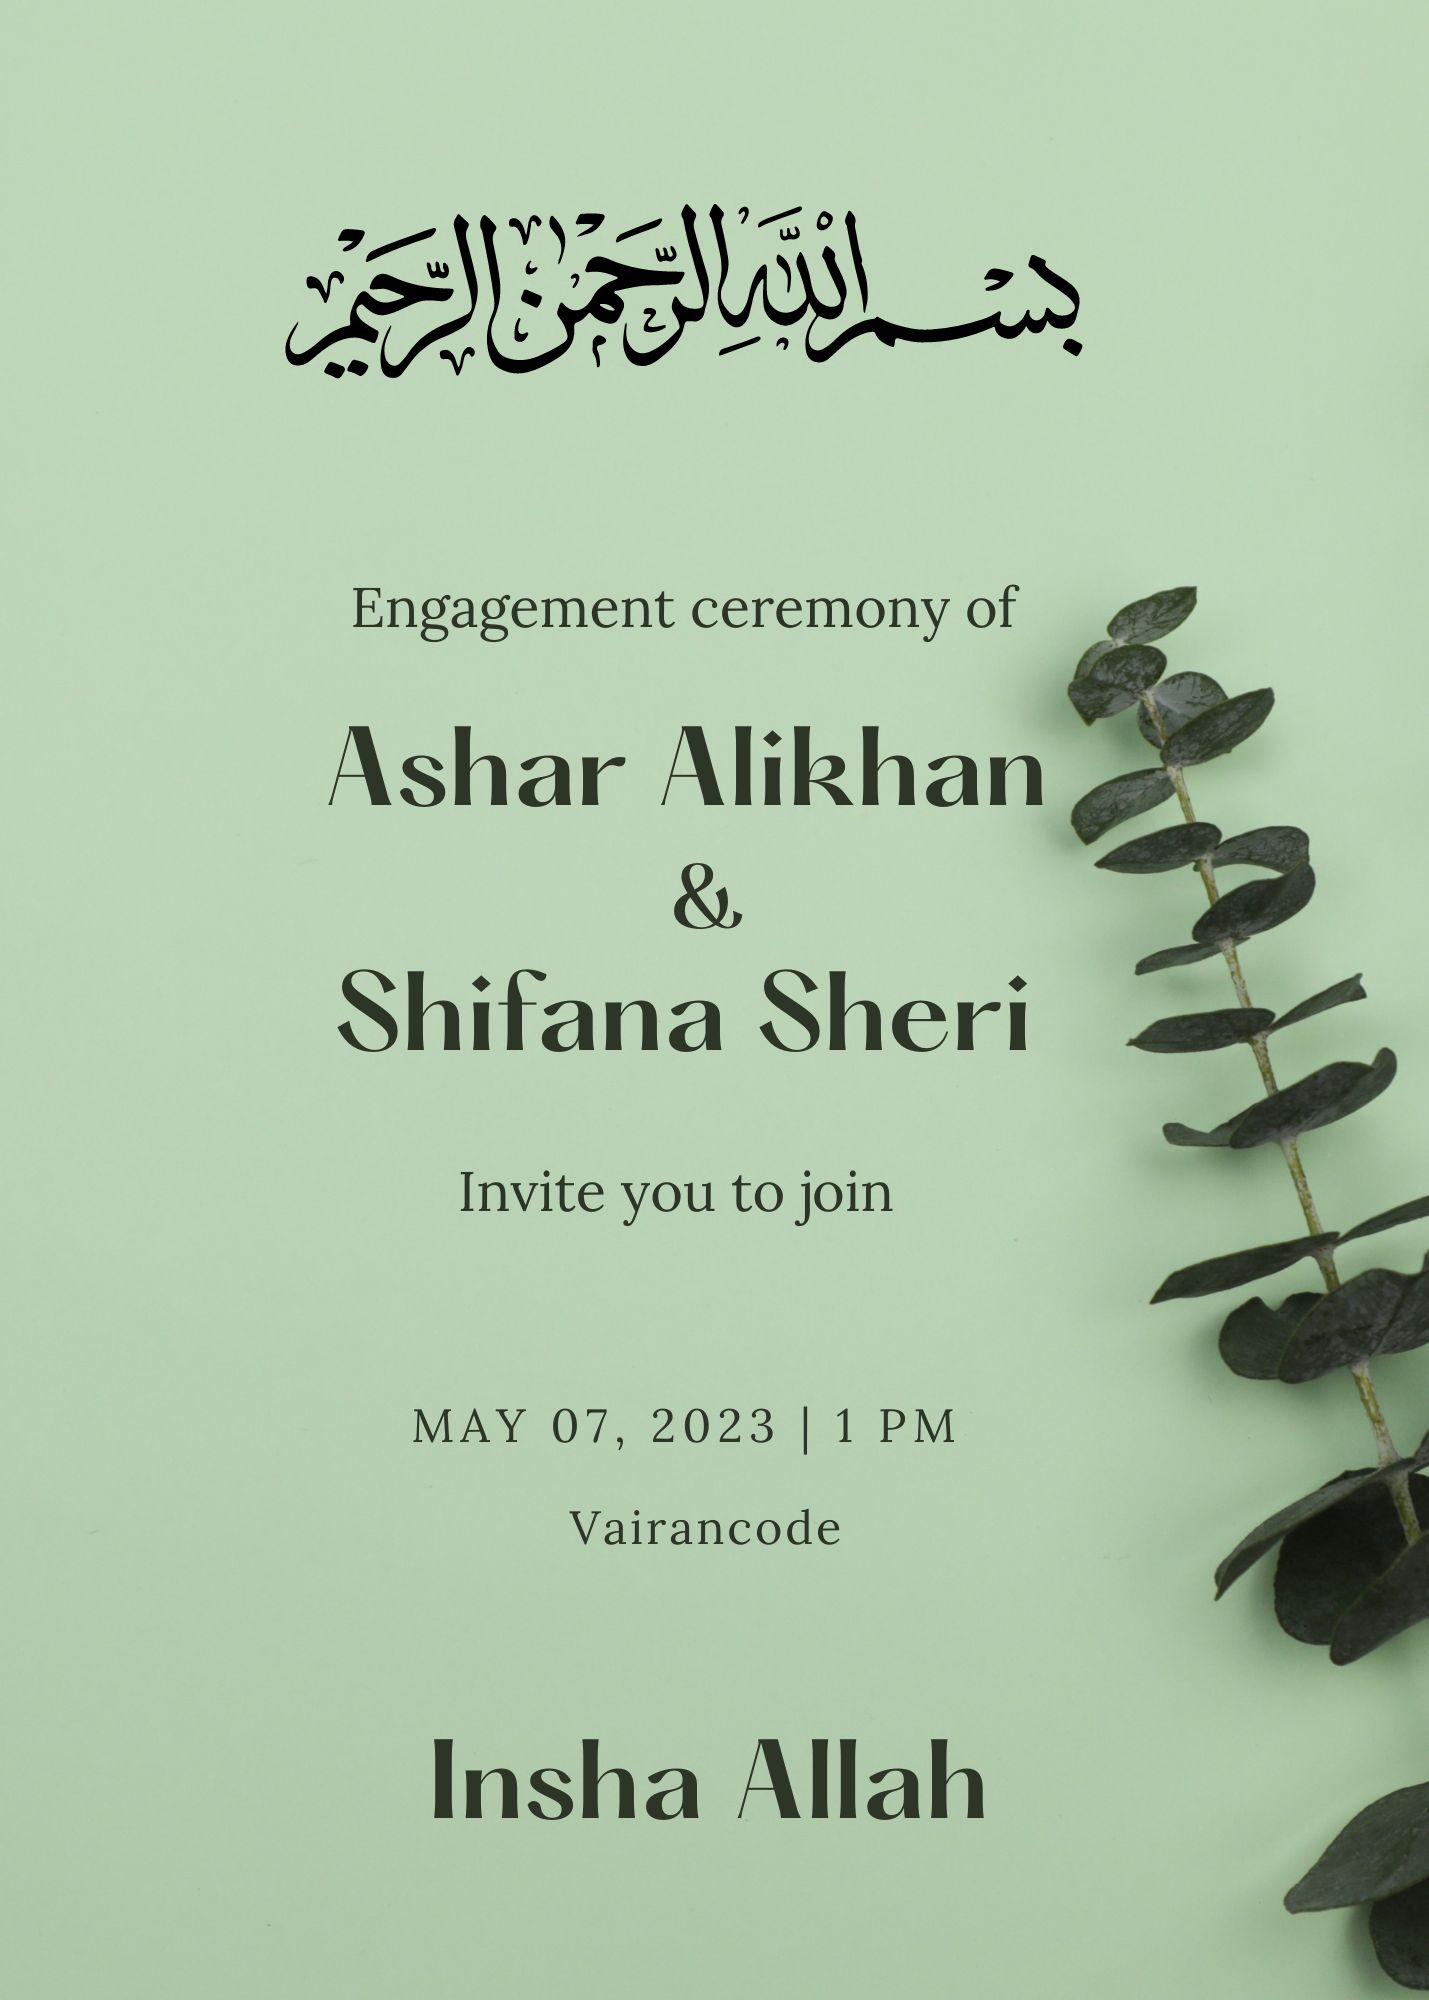 بسم الله الرحمن الرحيم
Engagement ceremony of
Ashar Alikhan
&
Shifana Sheri
Invite you to join
MAY 07, 2023 | 1 PM
Vairancode
Insha Allah